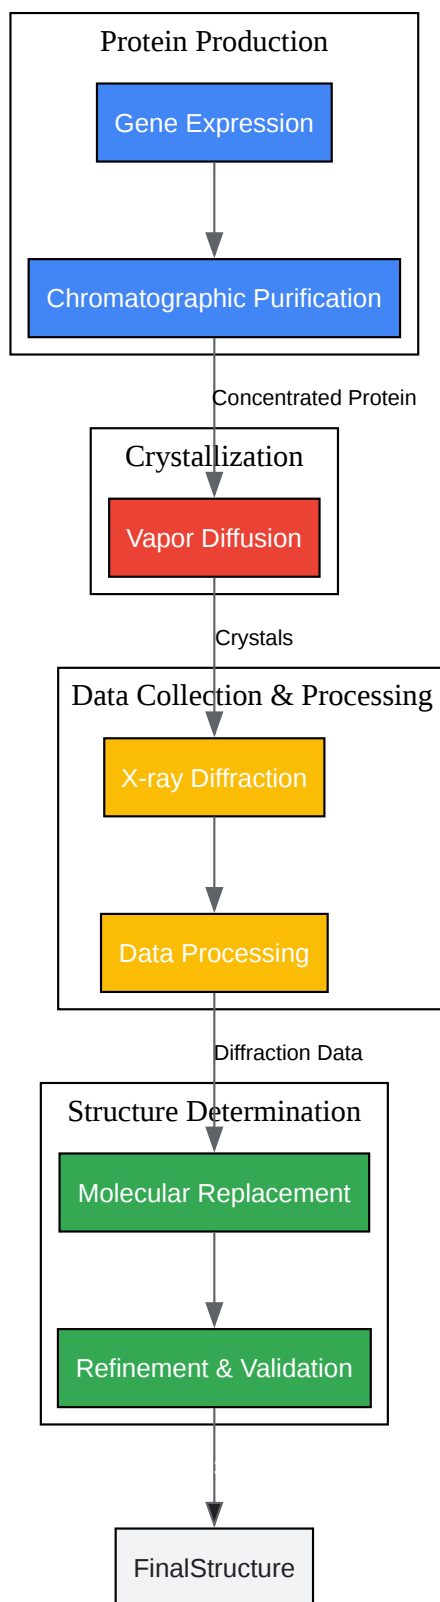 Protein Production
Gene Expression
Chromatographic Purification
Concentrated Protein
Crystallization
Vapor Diffusion
Crystals
Data Collection & Processing
X-ray Diffraction
Data Processing
Diffraction Data
Structure Determination
Molecular Replacement
Refinement & Validation
FinalStructure